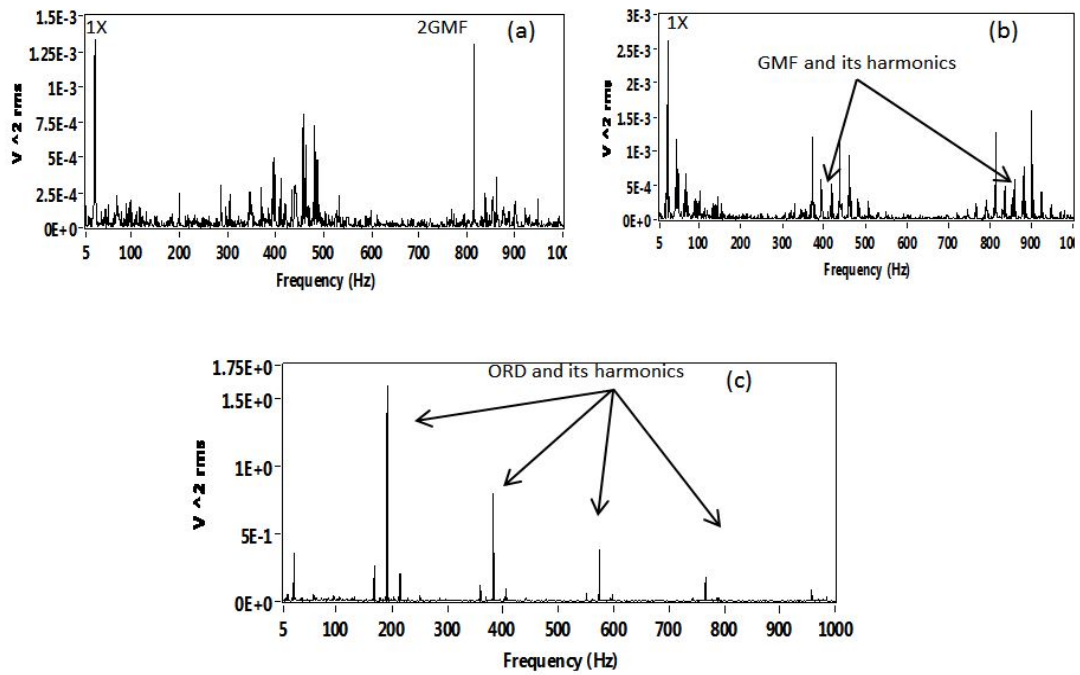 1.5E-3
1X
2GMF
(a)
1.25E-3
1E-3
7.5E-4
5E-4
2.5E-4
0E+0
V ^2 rms
5 100 200 300 400 500 600 700 800 900 100
Frequency (Hz)
3E-3
1X
(b)
2.5E-3
GMF and its harmonics
2E-3
1.5E-3
1E-3
5E-4
0E+0
V ^2 rms
5 100 200 300 400 500 600 700 800 900 10
Frequency (Hz)
1.75E+0
ORD and its harmonics
(c)
1.5E+0
1E+0
5E-1
0E+0
V ^2 rms
5 100 200 300 400 500 600 700 800 900 1000
Frequency (Hz)